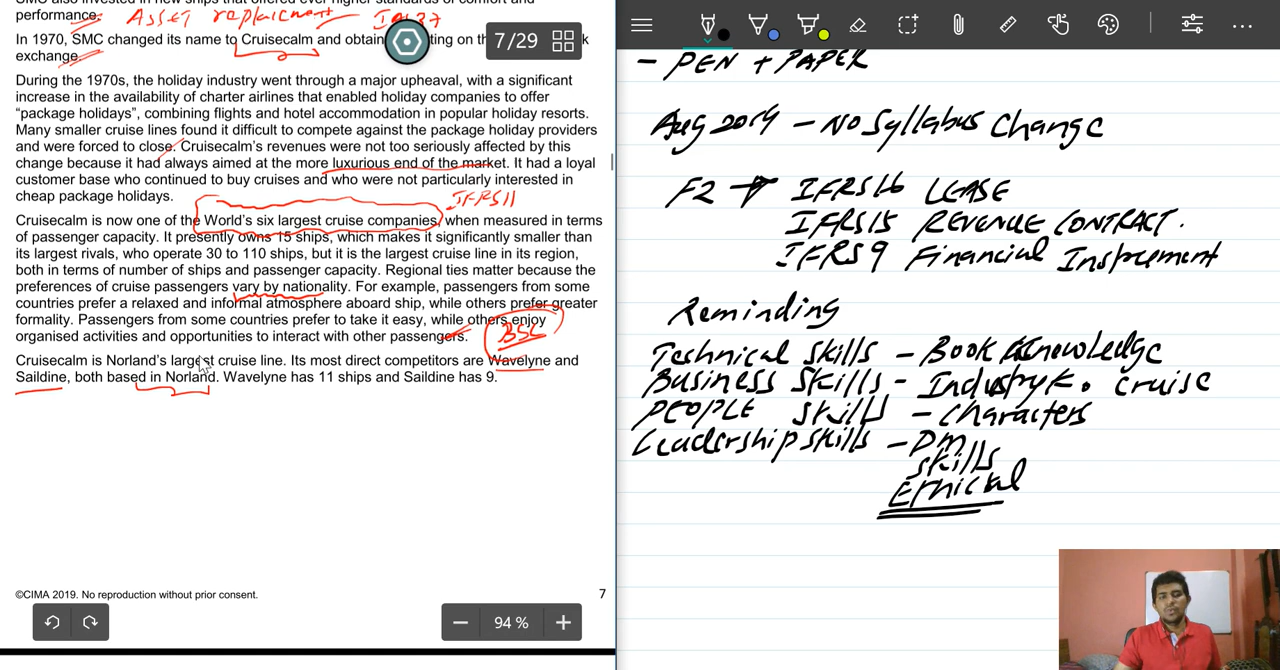 SMC also invested in new ships that offered ever higher standards of comfort and
performance. Asset replaicment IAS 37
In 1970, SMC changed its name to Cruisecalm and obtain ting on th k
exchange.
7/29
During the 1970s, the holiday industry went through a major upheaval, with a significant
increase in the availability of charter airlines that enabled holiday companies to offer
“package holidays”, combining flights and hotel accommodation in popular holiday resorts.
Many smaller cruise lines found it difficult to compete against the package holiday providers
and were forced to close. Cruisecalm’s revenues were not too seriously affected by this
change because it had always aimed at the more luxurious end of the market. It had a loyal
customer base who continued to buy cruises and who were not particularly interested in
cheap package holidays.
IFRS11
Cruisecalm is now one of the World’s six largest cruise companies, when measured in terms
of passenger capacity. It presently owns 15 ships, which makes it significantly smaller than
its largest rivals, who operate 30 to 110 ships, but it is the largest cruise line in its region,
both in terms of number of ships and passenger capacity. Regional ties matter because the
preferences of cruise passengers vary by nationality. For example, passengers from some
countries prefer a relaxed and informal atmosphere aboard ship, while others prefer greater
formality. Passengers from some countries prefer to take it easy, while others enjoy
organised activities and opportunities to interact with other passengers.
BSC
Cruisecalm is Norland’s largest cruise line. Its most direct competitors are Wavelyne and
Saildine, both based in Norland. Wavelyne has 11 ships and Saildine has 9.
©CIMA 2019. No reproduction without prior consent.
7
94 %
- PEN + PAPER
Aug 2019 - No Syllabus Change
F2 IFRS16 LEASE
IFRS15 REVENUE CONTRACT.
IFRS9 Financial Instrument
Reminding
Technical Skills - Book Knowledge
Business Skills - Industry K. Cruise
PEOPLE Skills - Characters
Leadership Skills - DM
Skills
Ethical